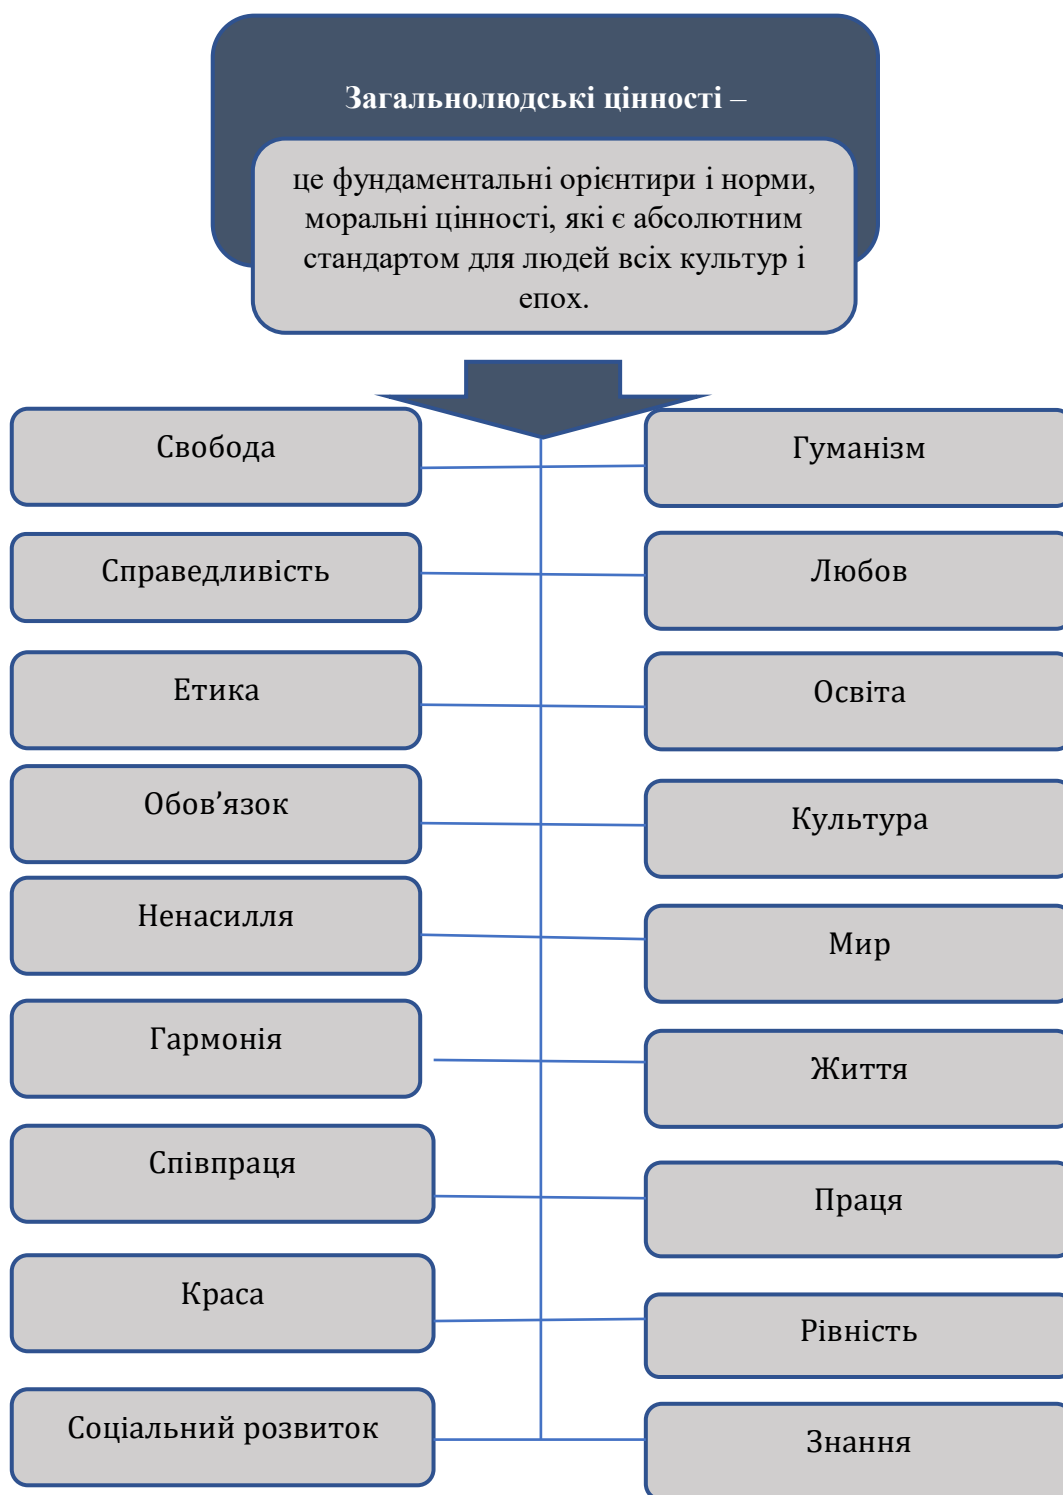 Загальнолюдські цінності –
це фундаментальні орієнтири і норми,
моральні цінності, які є абсолютним
стандартом для людей всіх культур і
епох.
Свобода
Гуманізм
Справедливість
Любов
Етика
Освіта
Обов’язок
Культура
Ненасилля
Мир
Гармонія
Життя
Співпраця
Праця
Краса
Рівність
Соціальний розвиток
Знання